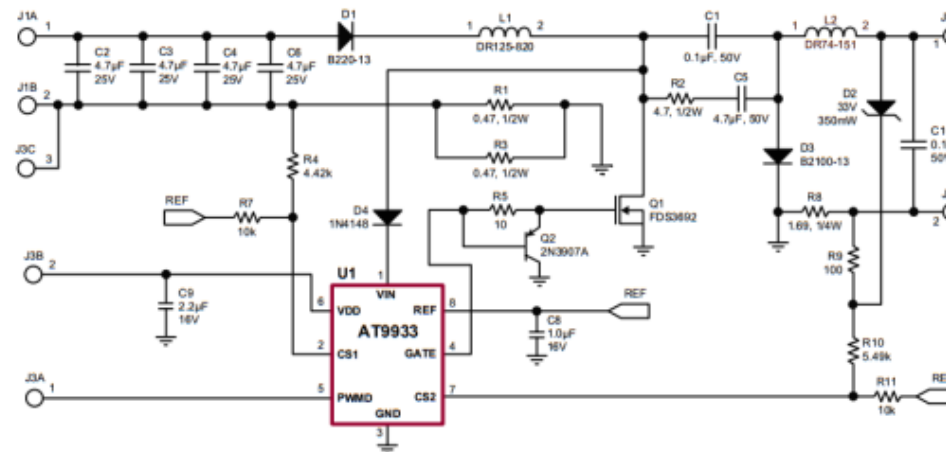 J1A
1
D1
B220-13
1
L1
2
DR125-820
C1
0.1µF, 50V
1
L2
2
DR74-151
1
C2
4.7µF
25V
C3
4.7µF
25V
C4
4.7µF
25V
C6
4.7µF
25V
J1B
2
R1
0.47, 1/2W
R2
4.7, 1/2W
C5
4.7µF, 50V
D2
33V
350mW
C1
0.1
50V
J3C
3
R3
0.47, 1/2W
D3
B2100-13
R4
4.42k
REF
R7
10k
D4
1N4148
R5
10
Q1
FDS3692
R8
1.69, 1/4W
2
Q2
2N3907A
R9
100
J3B
2
U1
1
VIN
REF
C9
2.2µF
16V
6
VDD
REF
8
AT9933
C8
1.0µF
16V
2
CS1
GATE
4
R10
5.49k
J3A
1
5
PWMD
CS2
7
R11
10k
GND
3